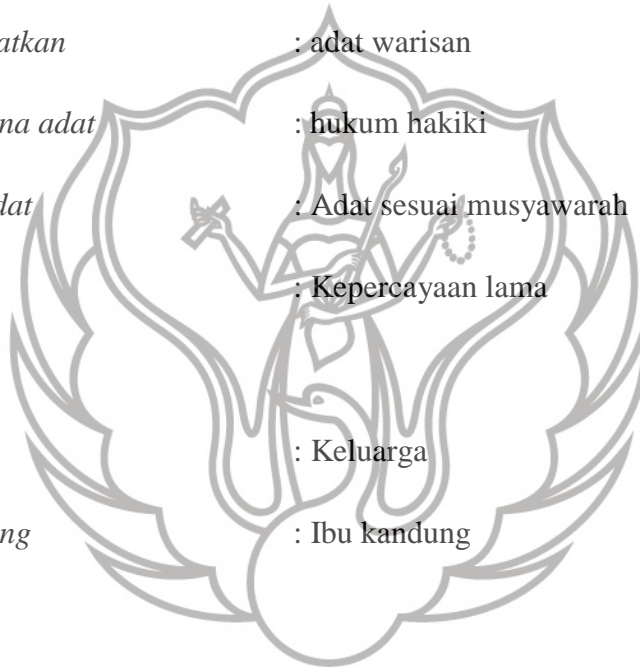 atkan : adat warisan
na adat : hukum hakiki
dat : Adat sesuai musyawarah
: Kepercayaan lama
: Keluarga
ng : Ibu kandung